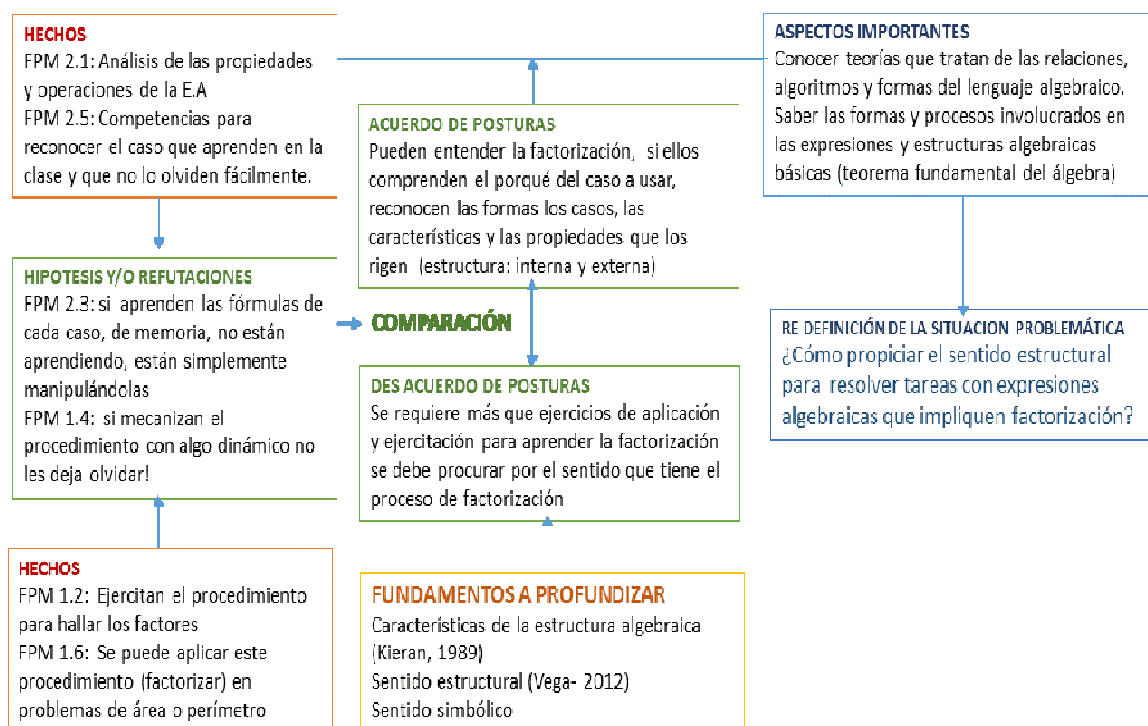 HECHOS
FPM 2.1: Análisis de las propiedades
y operaciones de la E.A
FPM 2.5: Competencias para
reconocer el caso que aprenden en la
clase y que no lo olviden fácilmente.
HIPOTESIS Y/O REFUTACIONES
FPM 2.3: si aprenden las fórmulas de
cada caso, de memoria, no están
aprendiendo, están simplemente
manipulándolas
FPM 1.4: si mecanizan el
procedimiento con algo dinámico no
les deja olvidar!
HECHOS
FPM 1.2: Ejercitan el procedimiento
para hallar los factores
FPM 1.6: Se puede aplicar este
procedimiento (factorizar) en
problemas de área o perímetro
ACUERDO DE POSTURAS
Pueden entender la factorización, si ellos
comprenden el porqué del caso a usar,
reconocen las formas los casos, las
características y las propiedades que los
rigen (estructura: interna y externa)
COMPARACIÓN
DES ACUERDO DE POSTURAS
Se requiere más que ejercicios de aplicación
y ejercitación para aprender la factorización
se debe procurar por el sentido que tiene el
proceso de factorización
FUNDAMENTOS A PROFUNDIZAR
Características de la estructura algebraica
(Kieran, 1989)
Sentido estructural (Vega- 2012)
Sentido simbólico
ASPECTOS IMPORTANTES
Conocer teorías que tratan de las relaciones,
algoritmos y formas del lenguaje algebraico.
Saber las formas y procesos involucrados en
las expresiones y estructuras algebraicas
básicas (teorema fundamental del álgebra)
RE DEFINICIÓN DE LA SITUACION PROBLEMÁTICA
¿Cómo propiciar el sentido estructural
para resolver tareas con expresiones
algebraicas que impliquen factorización?